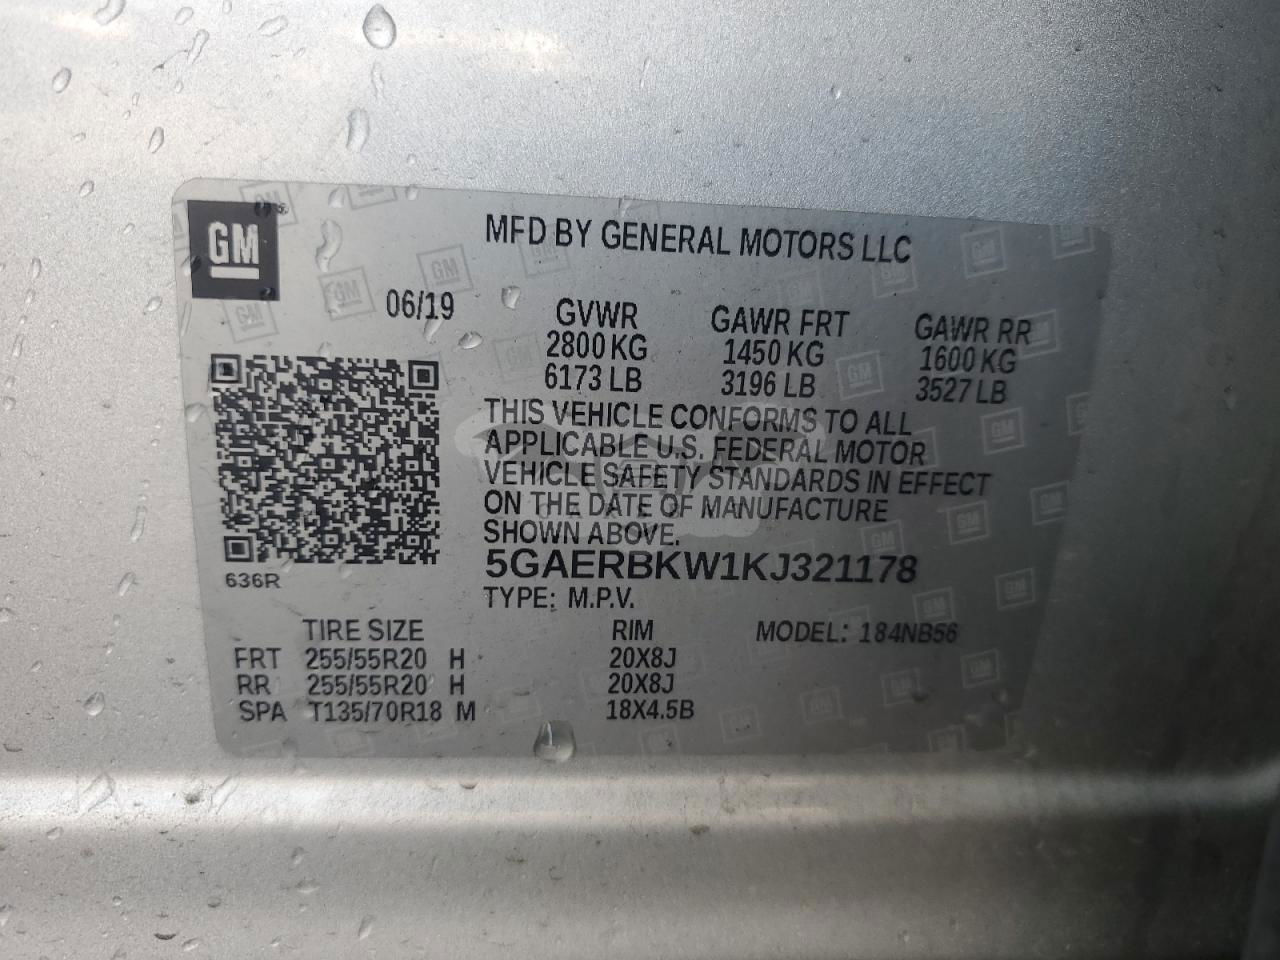 GM
MFD BY GENERAL MOTORS LLC
06/19
GVWR GAWR FRT GAWR RR
2800 KG 1450 KG 1600 KG
6173 LB 3196 LB 3527 LB
THIS VEHICLE CONFORMS TO ALL
APPLICABLE U.S. FEDERAL MOTOR
VEHICLE SAFETY STANDARDS IN EFFECT
ON THE DATE OF MANUFACTURE
SHOWN ABOVE.
636R
5GAERBKW1KJ321178
TYPE: M.P.V.
TIRE SIZE RIM MODEL: 184NB56
FRT 255/55R20 H 20X8J
RR 255/55R20 H 20X8J
SPA T135/70R18 M 18X4.5B